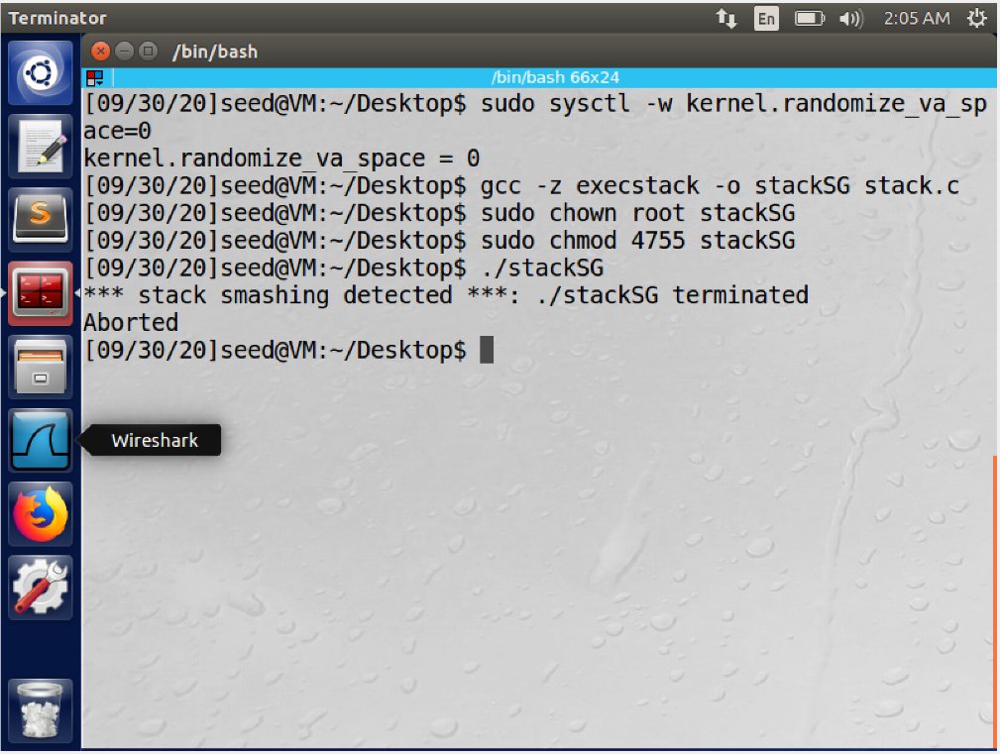 Terminator
En
2:05 AM
/bin/bash
/bin/bash 66x24
[09/30/20]seed@VM:~/Desktop$ sudo sysctl -w kernel.randomize_va_sp
ace=0
kernel.randomize_va_space = 0
[09/30/20]seed@VM:~/Desktop$ gcc -z execstack -o stackSG stack.c
[09/30/20]seed@VM:~/Desktop$ sudo chown root stackSG
[09/30/20]seed@VM:~/Desktop$ sudo chmod 4755 stackSG
[09/30/20]seed@VM:~/Desktop$ ./stackSG
*** stack smashing detected ***: ./stackSG terminated
Aborted
[09/30/20]seed@VM:~/Desktop$
Wireshark